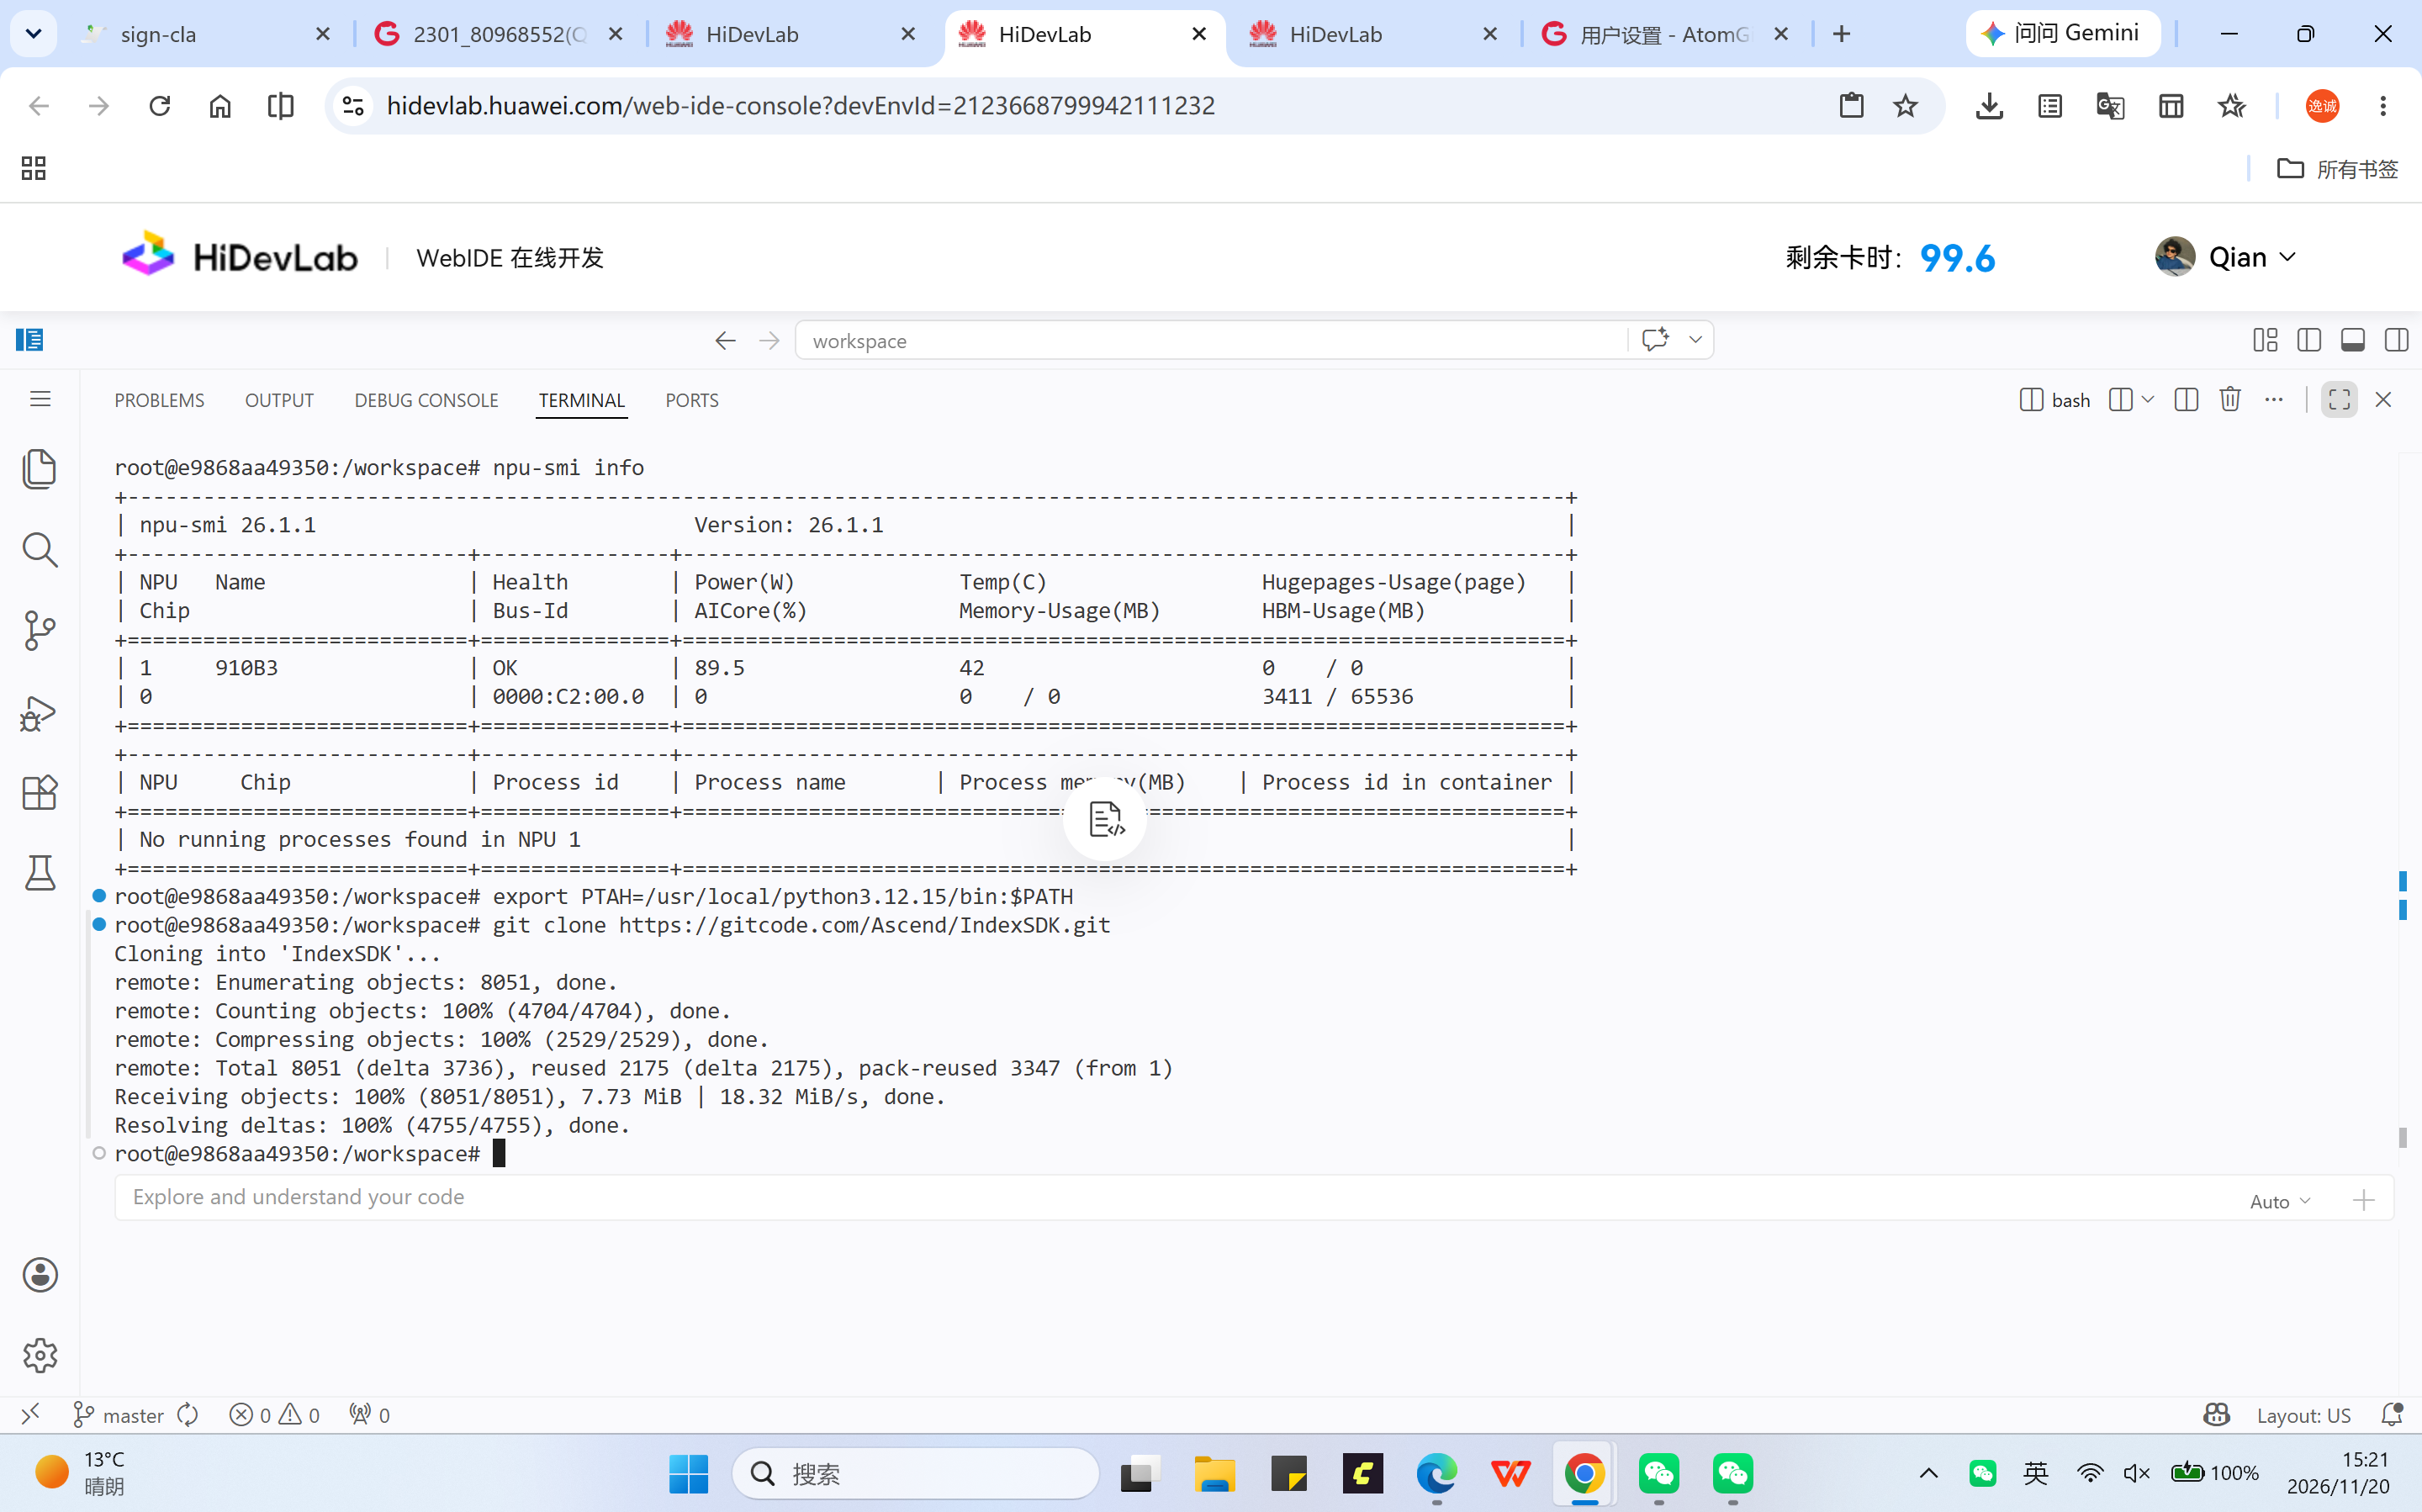 sign-cla
2301_80968552(Q
HiDevLab
HiDevLab
HiDevLab
用户设置 - AtomG
问问 Gemini
hidevlab.huawei.com/web-ide-console?devEnvId=2123668799942111232
逸诚
所有书签
HiDevLab
WebIDE 在线开发
剩余卡时：
99.6
Qian
workspace
PROBLEMS OUTPUT DEBUG CONSOLE TERMINAL PORTS
bash
root@e9868aa49350:/workspace# npu-smi info
+------------------------------------------------------------------------------------------------------------------+
| npu-smi 26.1.1                              Version: 26.1.1                                                      |
+---------------------------+---------------+----------------------------------------------------------------------+
| NPU   Name                | Health        | Power(W)             Temp(C)                 Hugepages-Usage(page)   |
| Chip                      | Bus-Id        | AICore(%)            Memory-Usage(MB)        HBM-Usage(MB)           |
+===========================+===============+======================================================================+
| 1     910B3               | OK            | 89.5                 42                      0    / 0                |
| 0                         | 0000:C2:00.0  | 0                    0    / 0                3411 / 65536            |
+===========================+===============+======================================================================+
+---------------------------+---------------+----------------------------------------------------------------------+
| NPU     Chip              | Process id    | Process name       | Process (MB)    | Process id in container |
+===========================+===============+======================================================================+
| No running processes found in NPU 1                                                                              |
+===========================+===============+======================================================================+
root@e9868aa49350:/workspace# export PTAH=/usr/local/python3.12.15/bin:$PATH
root@e9868aa49350:/workspace# git clone https://gitcode.com/Ascend/IndexSDK.git
Cloning into 'IndexSDK'...
remote: Enumerating objects: 8051, done.
remote: Counting objects: 100% (4704/4704), done.
remote: Compressing objects: 100% (2529/2529), done.
remote: Total 8051 (delta 3736), reused 2175 (delta 2175), pack-reused 3347 (from 1)
Receiving objects: 100% (8051/8051), 7.73 MiB | 18.32 MiB/s, done.
Resolving deltas: 100% (4755/4755), done.
root@e9868aa49350:/workspace#
Explore and understand your code
Auto
master
0
0
0
Layout: US
13°C
晴朗
搜索
英
100%
15:21
2026/11/20